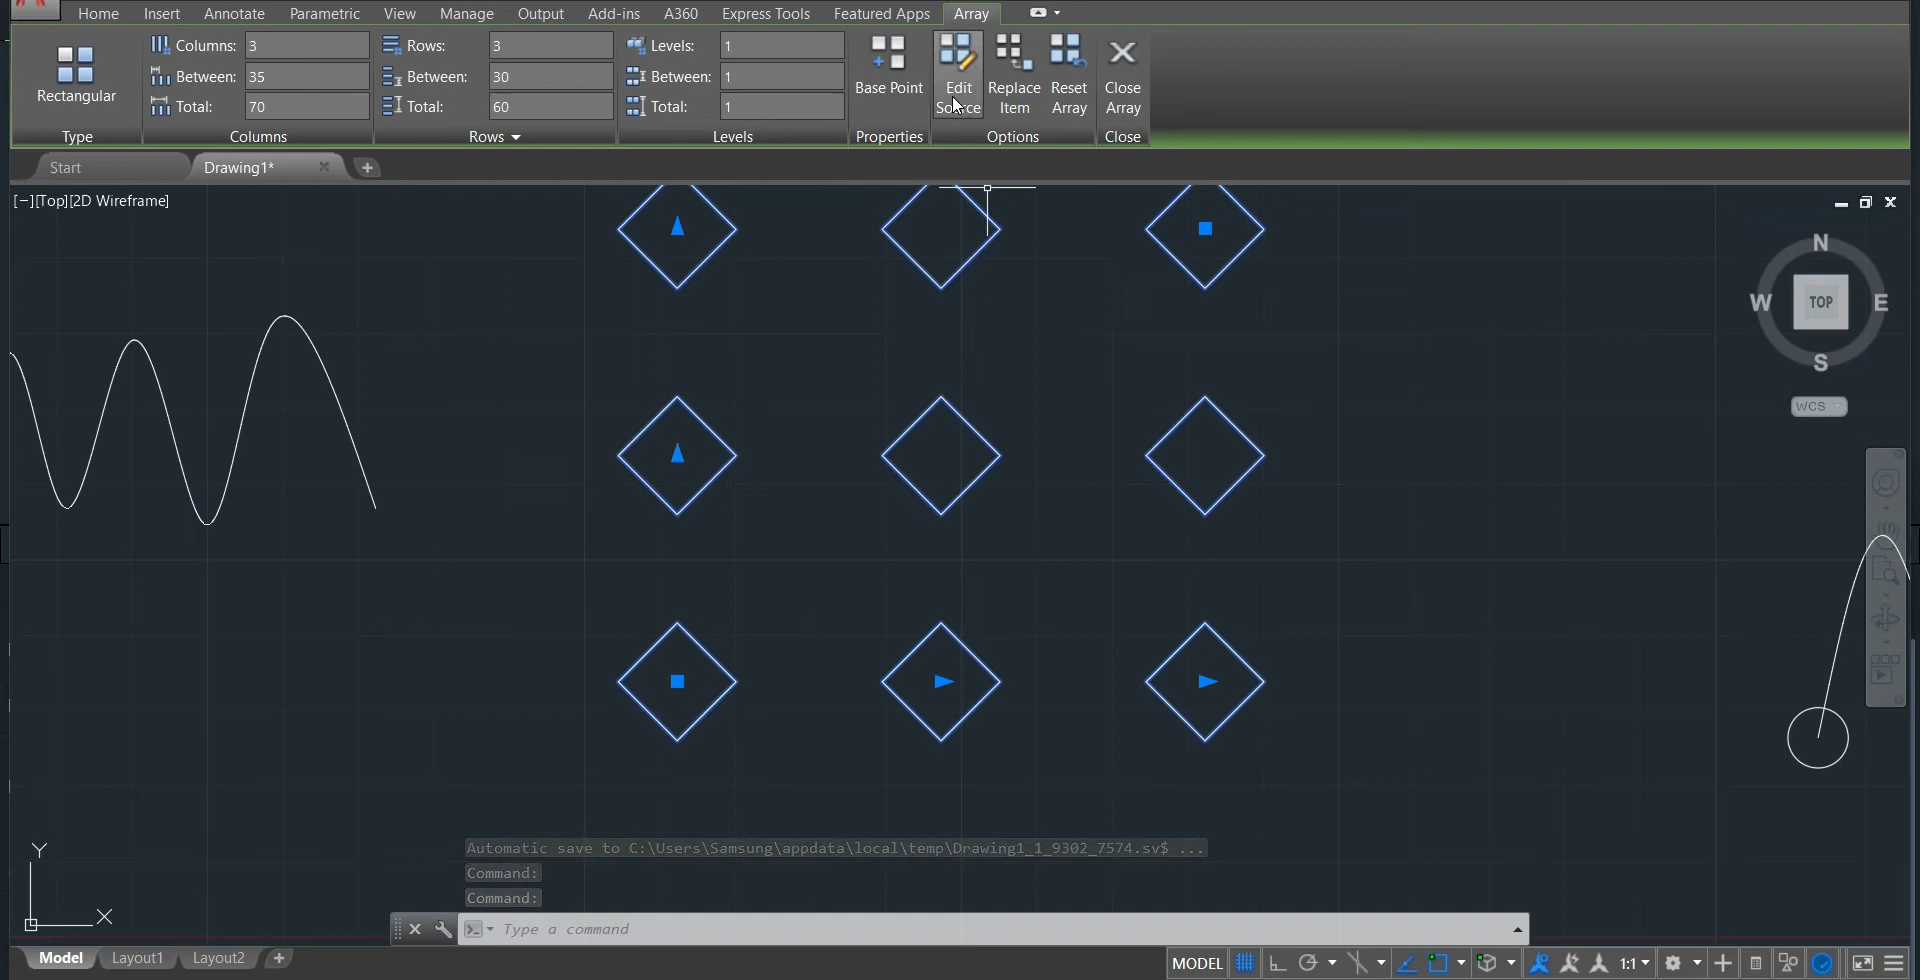 Home Insert Annotate Parametric View Manage Output Add-ins A360 Express Tools Featured Apps Array
Columns: 3 Rows: 3 Levels: 1
Between: 35 Between: 30 Between: 1
Total: 70 Total: 60 Total: 1
Rectangular
Base Point
Edit Source
Replace Item
Reset Array
Close Array
Type Columns Rows Levels Properties Options Close
Start Drawing1*
[−][Top][2D Wireframe]
N
W TOP E
S
WCS
Automatic save to C:\Users\Samsung\appdata\local\temp\Drawing1_1_9302_7574.sv$ ...
Command:
Command:
Y
X
Type a command
Model Layout1 Layout2 MODEL 1:1